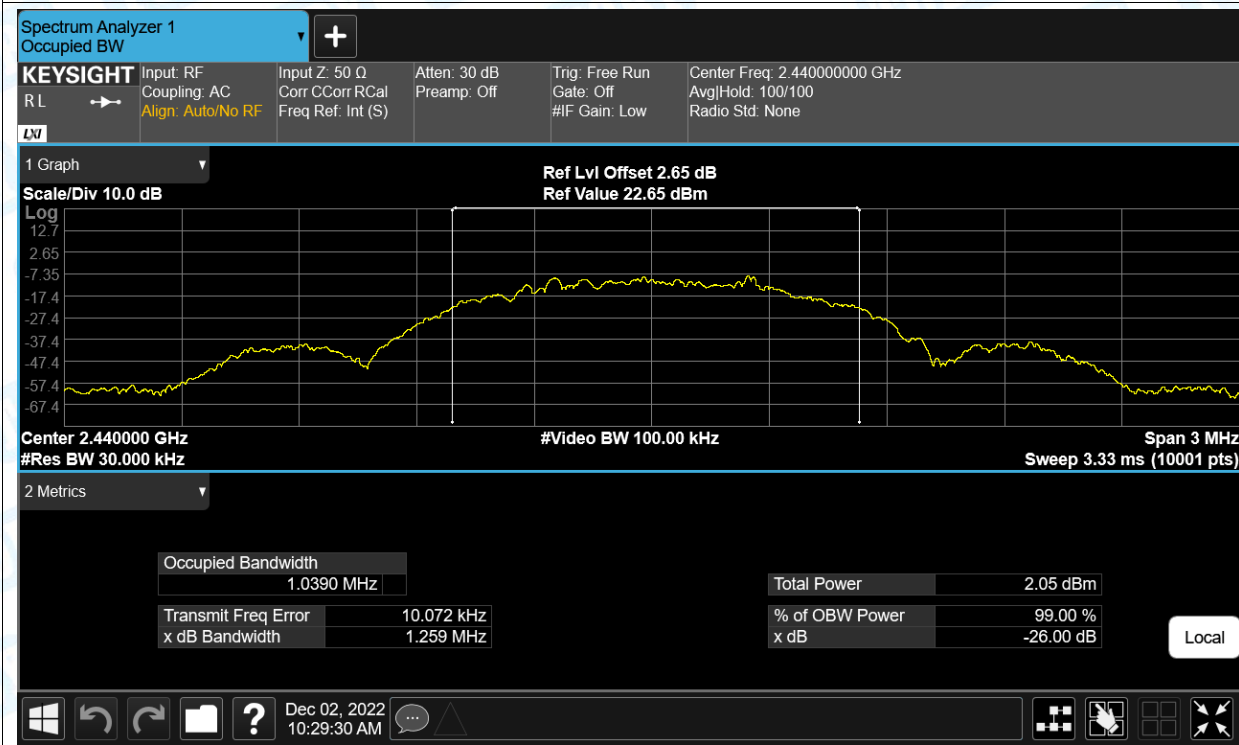 Spectrum Analyzer 1
Occupied BW
KEYSIGHT
R L
LXI
Input: RF
Coupling: AC
Align: Auto/No RF
Input Z: 50 Ω
Corr CCorr RCal
Freq Ref: Int (S)
Atten: 30 dB
Preamp: Off
Trig: Free Run
Gate: Off
#IF Gain: Low
Center Freq: 2.440000000 GHz
Avg|Hold: 100/100
Radio Std: None
1 Graph
Scale/Div 10.0 dB
Ref Lvl Offset 2.65 dB
Ref Value 22.65 dBm
Log
12.7
2.65
-7.35
-17.4
-27.4
-37.4
-47.4
-57.4
-67.4
Center 2.440000 GHz
#Video BW 100.00 kHz
Span 3 MHz
#Res BW 30.000 kHz
Sweep 3.33 ms (10001 pts)
2 Metrics
Occupied Bandwidth
1.0390 MHz
Transmit Freq Error 10.072 kHz
x dB Bandwidth 1.259 MHz
Total Power 2.05 dBm
% of OBW Power 99.00 %
x dB -26.00 dB
Local
?
Dec 02, 2022
10:29:30 AM